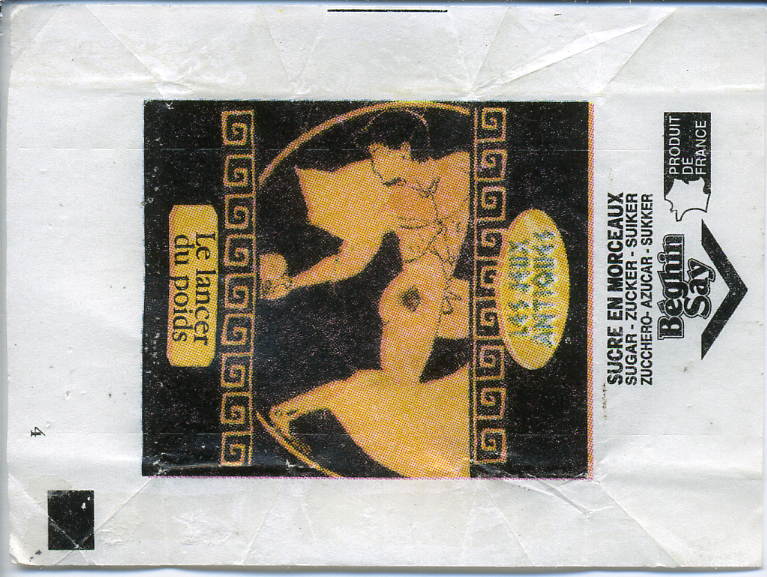 PRODUIT
DE
FRANCE
Béghin
Say
SUCRE EN MORCEAUX
SUGAR - ZUCKER - SUIKER
ZUCCHERO - AZUCAR - SUKKER
LES JEUX
ANTIQUES
Le lancer
du poids
4